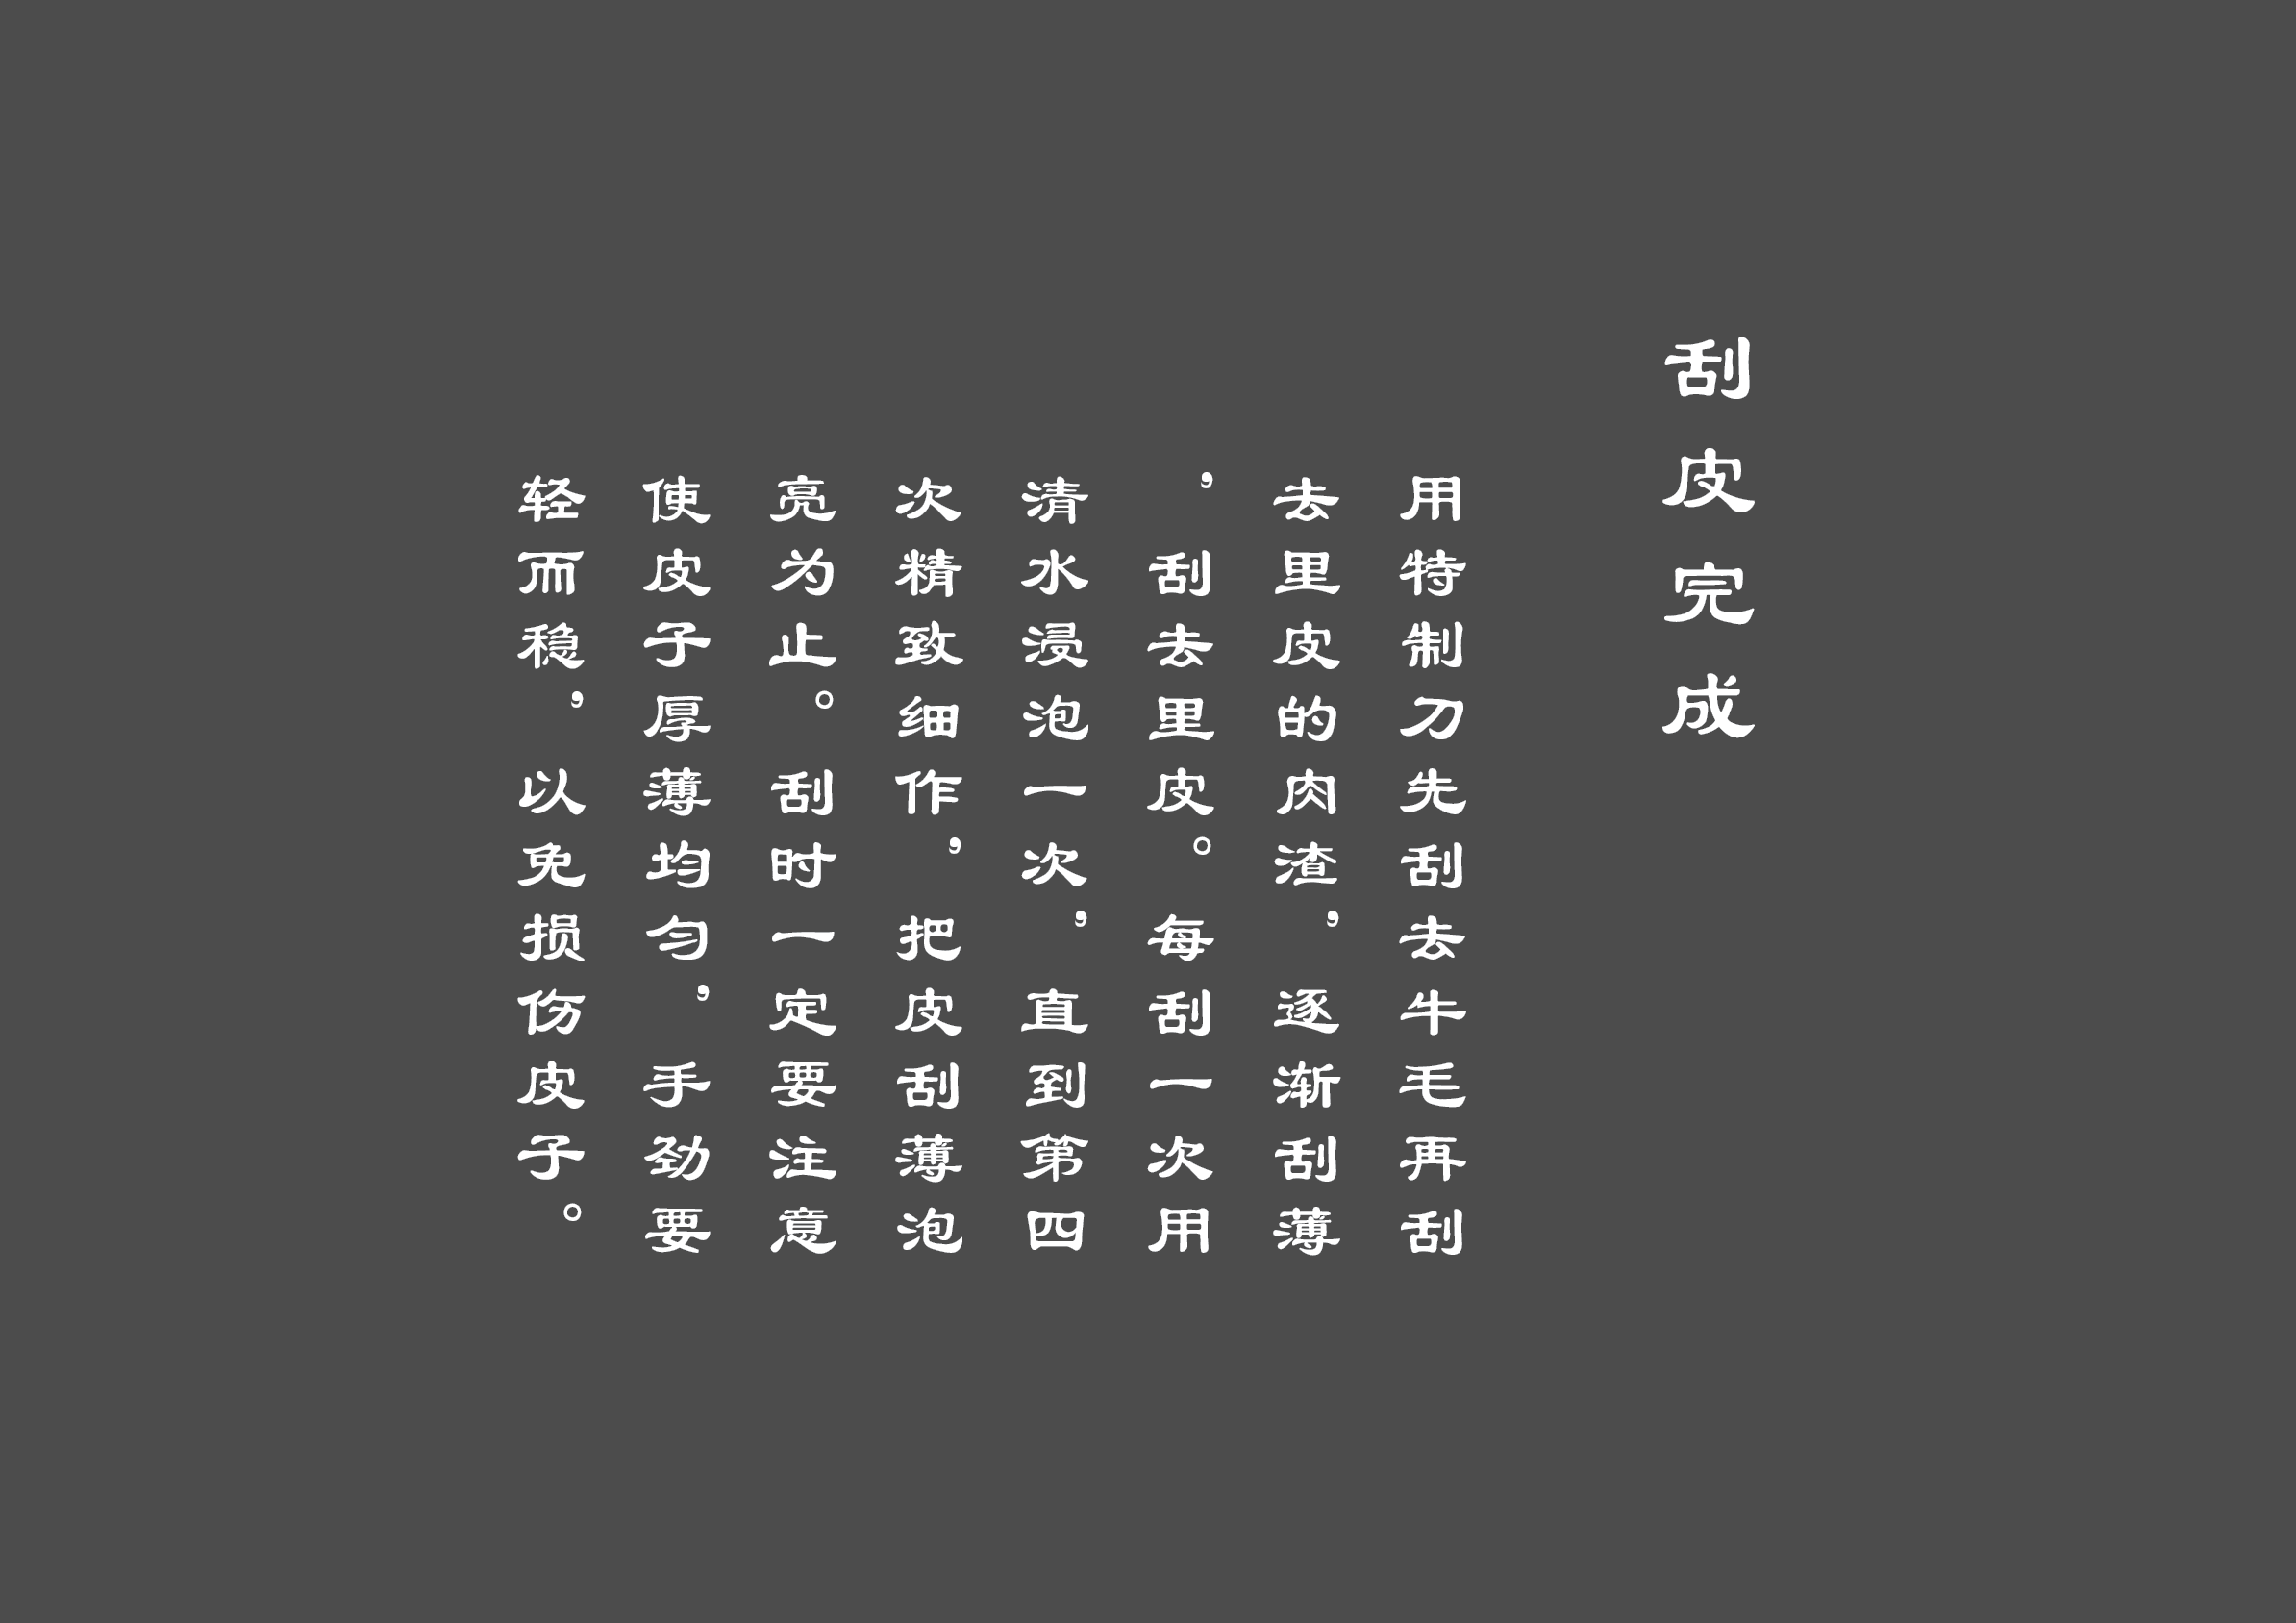 刮皮完成
用特制刀先刮去牛毛再刮
去里皮的肉渣，逐渐刮薄
，刮去里皮。每刮一次用
清水浸泡一次，直到第四
次精致细作，把皮刮薄泡
亮为止。刮时一定要注意
使皮子厚薄均匀，手劲要
轻而稳，以免损伤皮子。